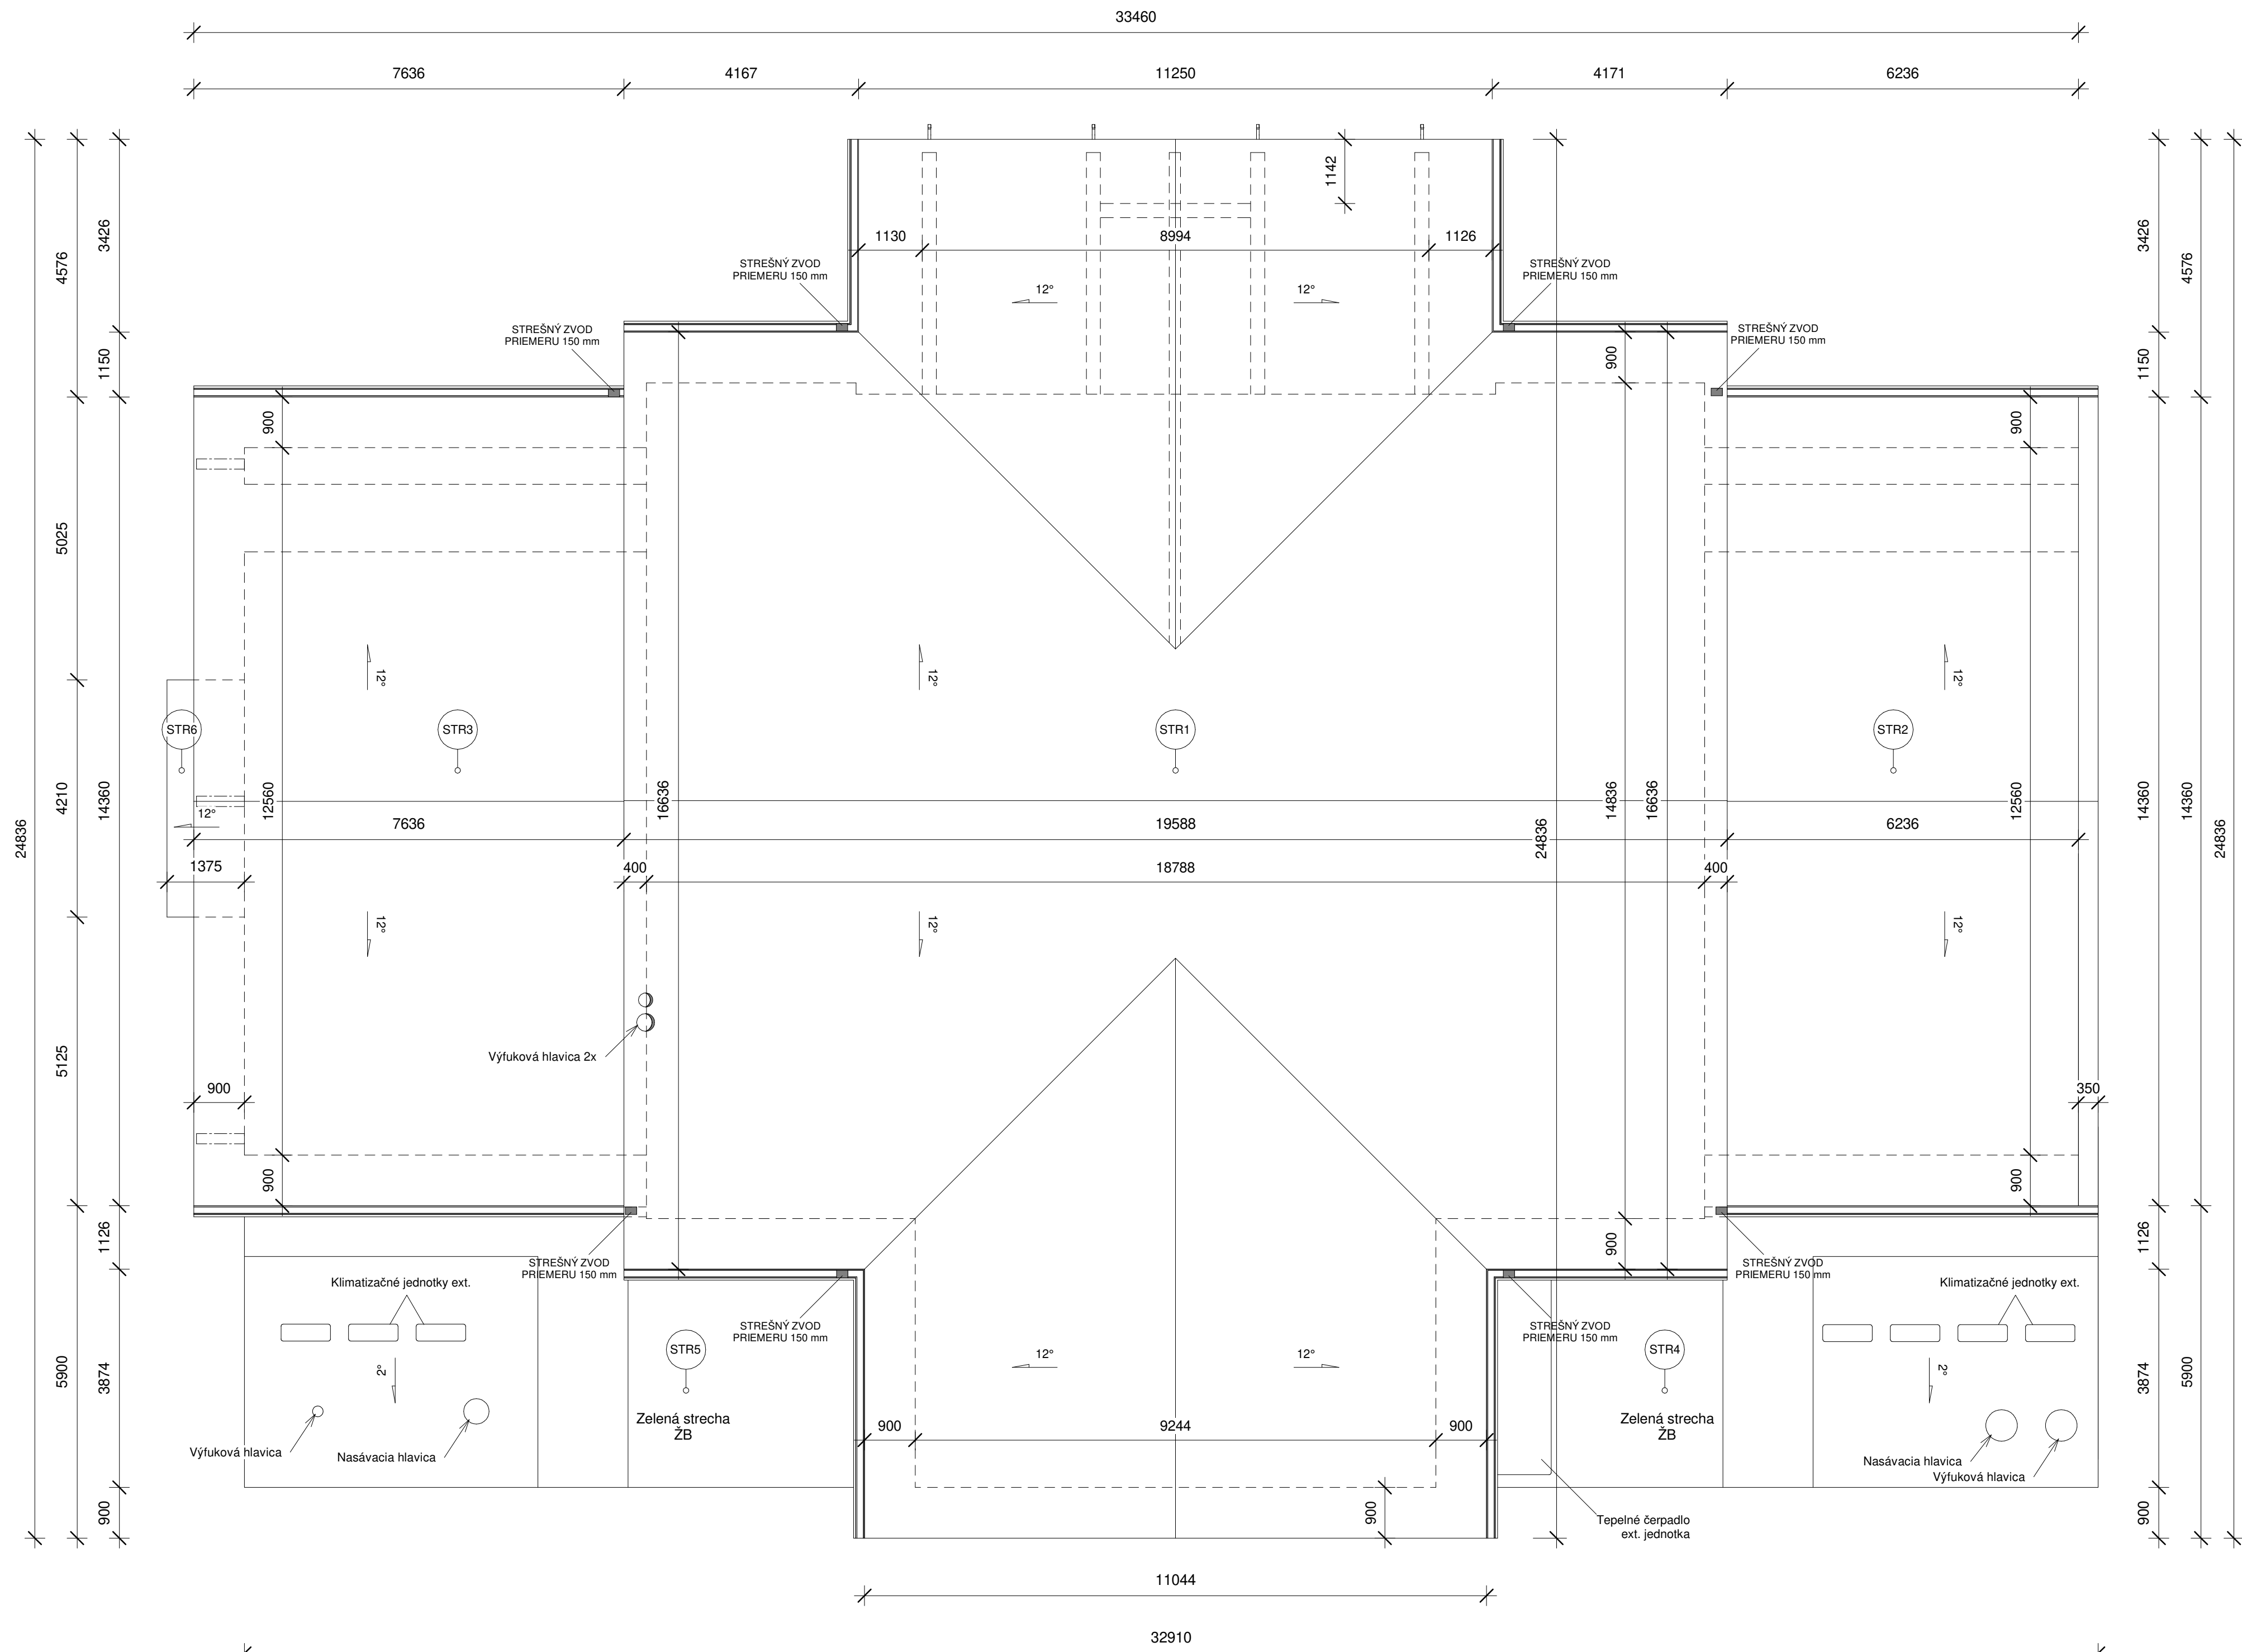 33460
7636
4167
11250
4171
6236
1142
3426
3426
4576
4576
1130
8994
1126
STREŠNÝ ZVOD
PRIEMERU 150 mm
STREŠNÝ ZVOD
PRIEMERU 150 mm
12°
12°
STREŠNÝ ZVOD
PRIEMERU 150 mm
STREŠNÝ ZVOD
PRIEMERU 150 mm
1150
900
1150
900
900
5025
12°
12°
12°
STR6
STR3
STR1
STR2
4210
14360
12560
16636
14836
16636
12560
14360
14360
24836
12°
7636
19588
24836
6236
24836
1375
400
18788
400
12°
12°
12°
Výfuková hlavica 2x
5125
900
350
900
900
1126
900
1126
STREŠNÝ ZVOD
PRIEMERU 150 mm
STREŠNÝ ZVOD
PRIEMERU 150 mm
Klimatizačné jednotky ext.
Klimatizačné jednotky ext.
STREŠNÝ ZVOD
PRIEMERU 150 mm
STREŠNÝ ZVOD
PRIEMERU 150 mm
STR5
STR4
5900
3874
2°
12°
12°
2°
3874
5900
Zelená strecha
ŽB
900
9244
900
Zelená strecha
ŽB
Výfuková hlavica
Nasávacia hlavica
Nasávacia hlavica
Výfuková hlavica
900
900
Tepelné čerpadlo
ext. jednotka
900
11044
32910